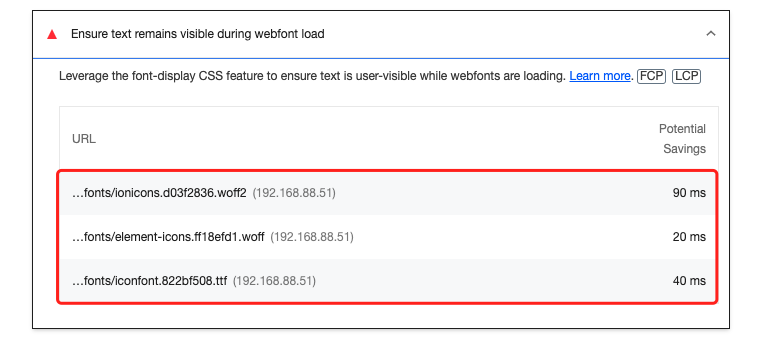 Ensure text remains visible during webfont load
Leverage the font-display CSS feature to ensure text is user-visible while webfonts are loading. Learn more. FCP LCP
URL
Potential
Savings
...fonts/ionicons.d03f2836.woff2 (192.168.88.51) 90 ms
...fonts/element-icons.ff18efd1.woff (192.168.88.51) 20 ms
...fonts/iconfont.822bf508.ttf (192.168.88.51) 40 ms